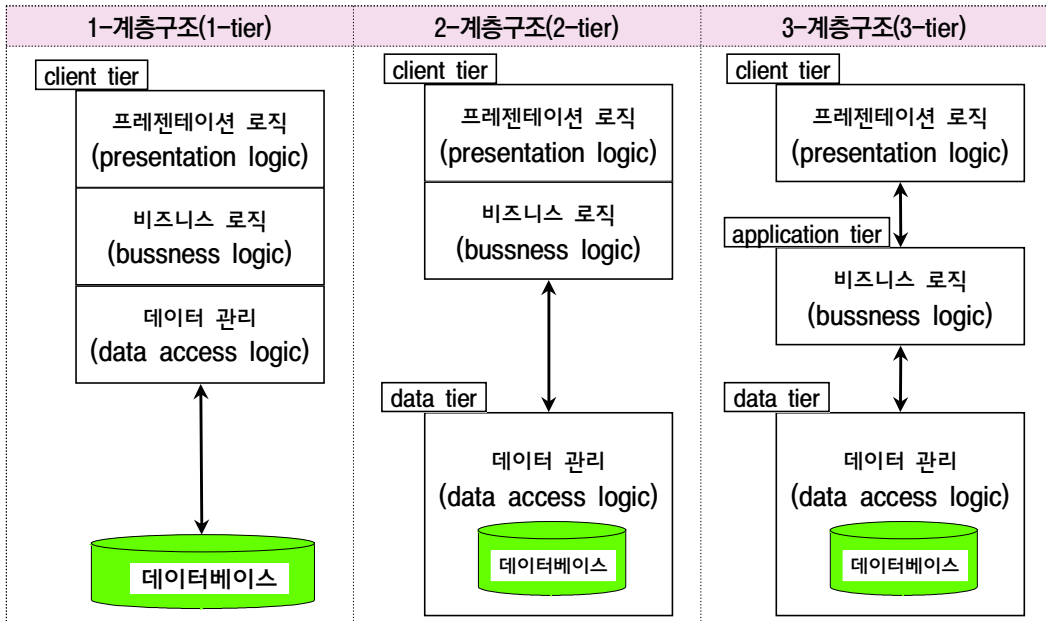 1-계층구조(1-tier)
client tier
프레젠테이션 로직
(presentation logic)
비즈니스 로직
(bussness logic)
데이터 관리
(data access logic)
데이터베이스
2-계층구조(2-tier)
client tier
프레젠테이션 로직
(presentation logic)
비즈니스 로직
(bussness logic)
data tier
데이터 관리
(data access logic)
데이터베이스
3-계층구조(3-tier)
client tier
프레젠테이션 로직
(presentation logic)
application tier
비즈니스 로직
(bussness logic)
data tier
데이터 관리
(data access logic)
데이터베이스